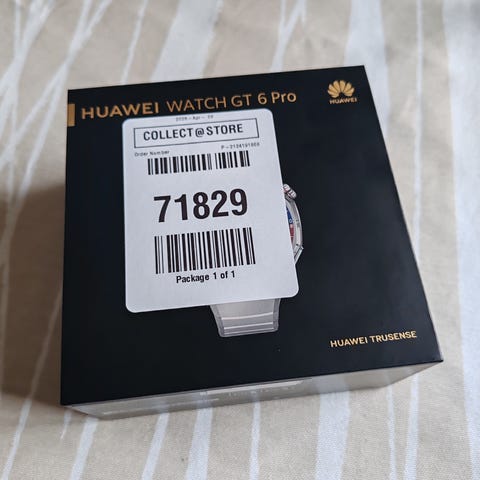 HUAWEI WATCH GT 6 Pro
HUAWEI
COLLECT@STORE
Order Number
71829
Package 1 of 1
HUAWEI TRUSENSE